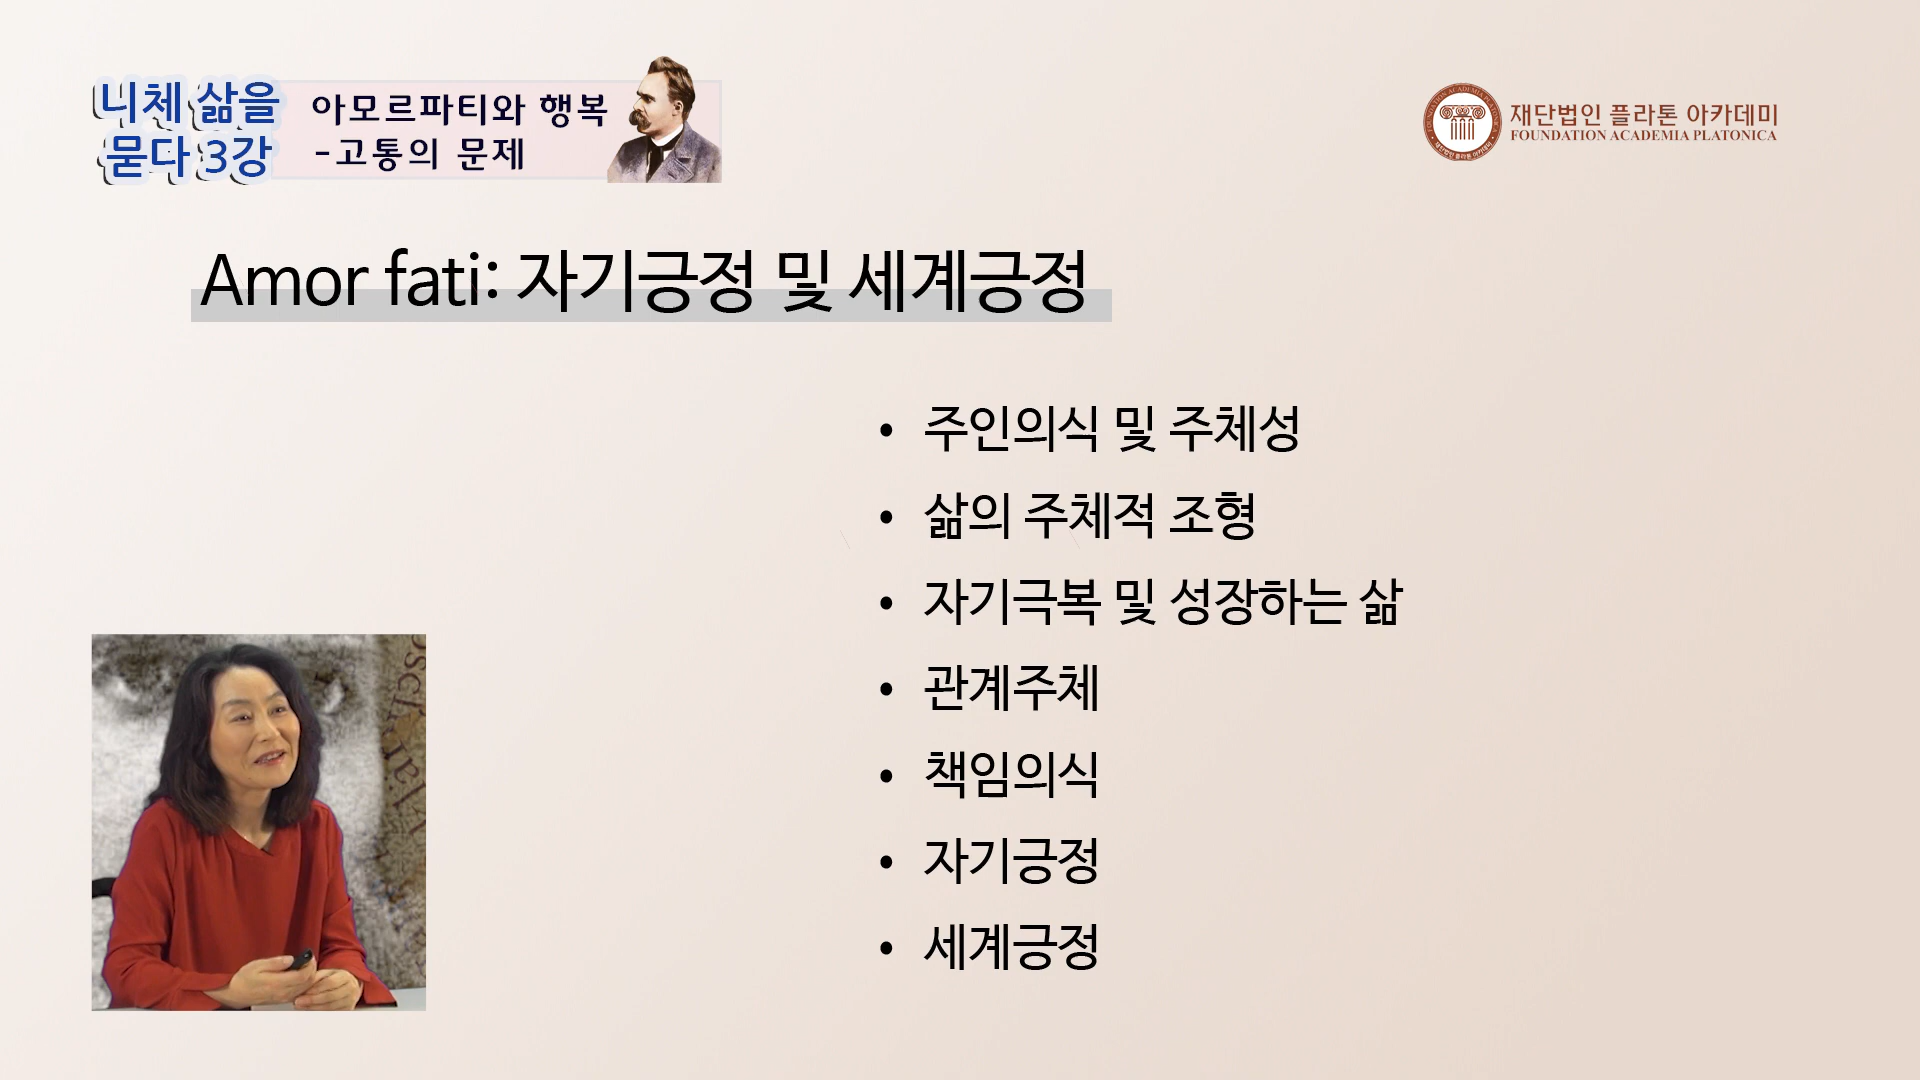 니체 삶을
묻다 3강
아모르파티와 행복
-고통의 문제
재단법인 플라톤 아카데미
FOUNDATION ACADEMIA PLATONICA
Amor fati: 자기긍정 및 세계긍정
• 주인의식 및 주체성
• 삶의 주체적 조형
• 자기극복 및 성장하는 삶
• 관계주체
• 책임의식
• 자기긍정
• 세계긍정